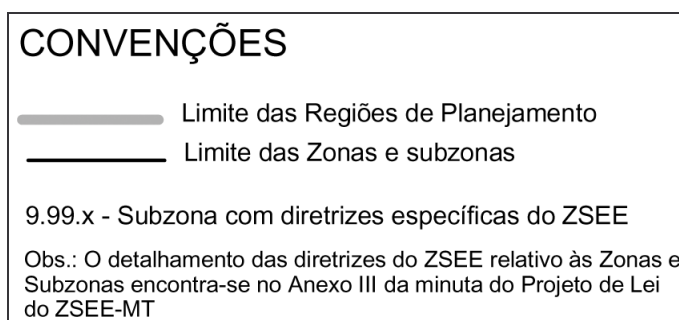 CONVENÇÕES
Limite das Regiões de Planejamento
Limite das Zonas e subzonas
9.99.x - Subzona com diretrizes específicas do ZSEE
Obs.: O detalhamento das diretrizes do ZSEE relativo às Zonas e
Subzonas encontra-se no Anexo III da minuta do Projeto de Lei
do ZSEE-MT